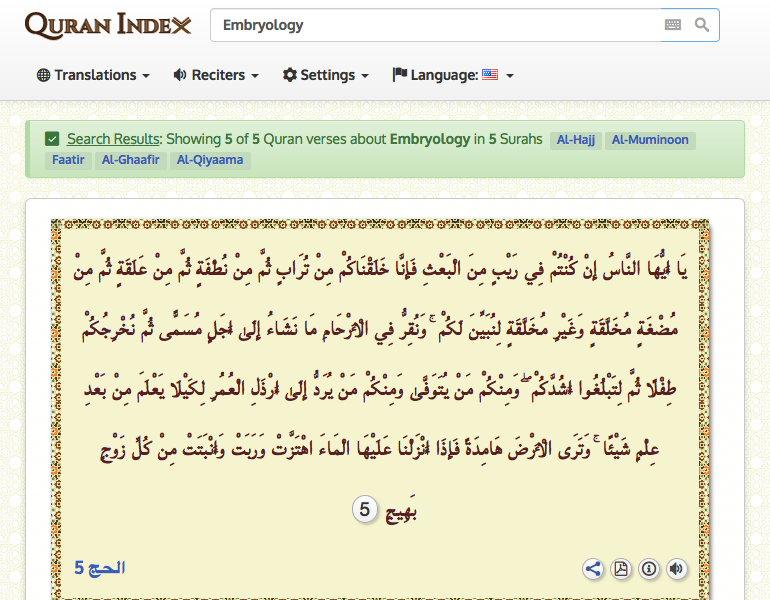 QURAN INDEX
Embryology
Translations Reciters Settings Language:
Search Results: Showing 5 of 5 Quran verses about Embryology in 5 Surahs Al-Hajj Al-Muminoon
Faatir Al-Ghaafir Al-Qiyaama
يَا أَيُّهَا النَّاسُ إِنْ كُنْتُمْ فِي رَيْبٍ مِنَ الْبَعْثِ فَإِنَّا خَلَقْنَاكُمْ مِنْ تُرَابٍ ثُمَّ مِنْ نُطْفَةٍ ثُمَّ مِنْ عَلَقَةٍ ثُمَّ مِنْ
مُضْغَةٍ مُخَلَّقَةٍ وَغَيْرِ مُخَلَّقَةٍ لِنُبَيِّنَ لَكُمْ ۚ وَنُقِرُّ فِي الْأَرْحَامِ مَا نَشَاءُ إِلَىٰ أَجَلٍ مُسَمًّى ثُمَّ نُخْرِجُكُمْ
طِفْلًا ثُمَّ لِتَبْلُغُوا أَشُدَّكُمْ ۖ وَمِنْكُمْ مَنْ يُتَوَفَّىٰ وَمِنْكُمْ مَنْ يُرَدُّ إِلَىٰ أَرْذَلِ الْعُمُرِ لِكَيْلَا يَعْلَمَ مِنْ بَعْدِ
عِلْمٍ شَيْئًا ۚ وَتَرَى الْأَرْضَ هَامِدَةً فَإِذَا أَنْزَلْنَا عَلَيْهَا الْمَاءَ اهْتَزَّتْ وَرَبَتْ وَأَنْبَتَتْ مِنْ كُلِّ زَوْجٍ
بَهِيجٍ 5
الحج 5